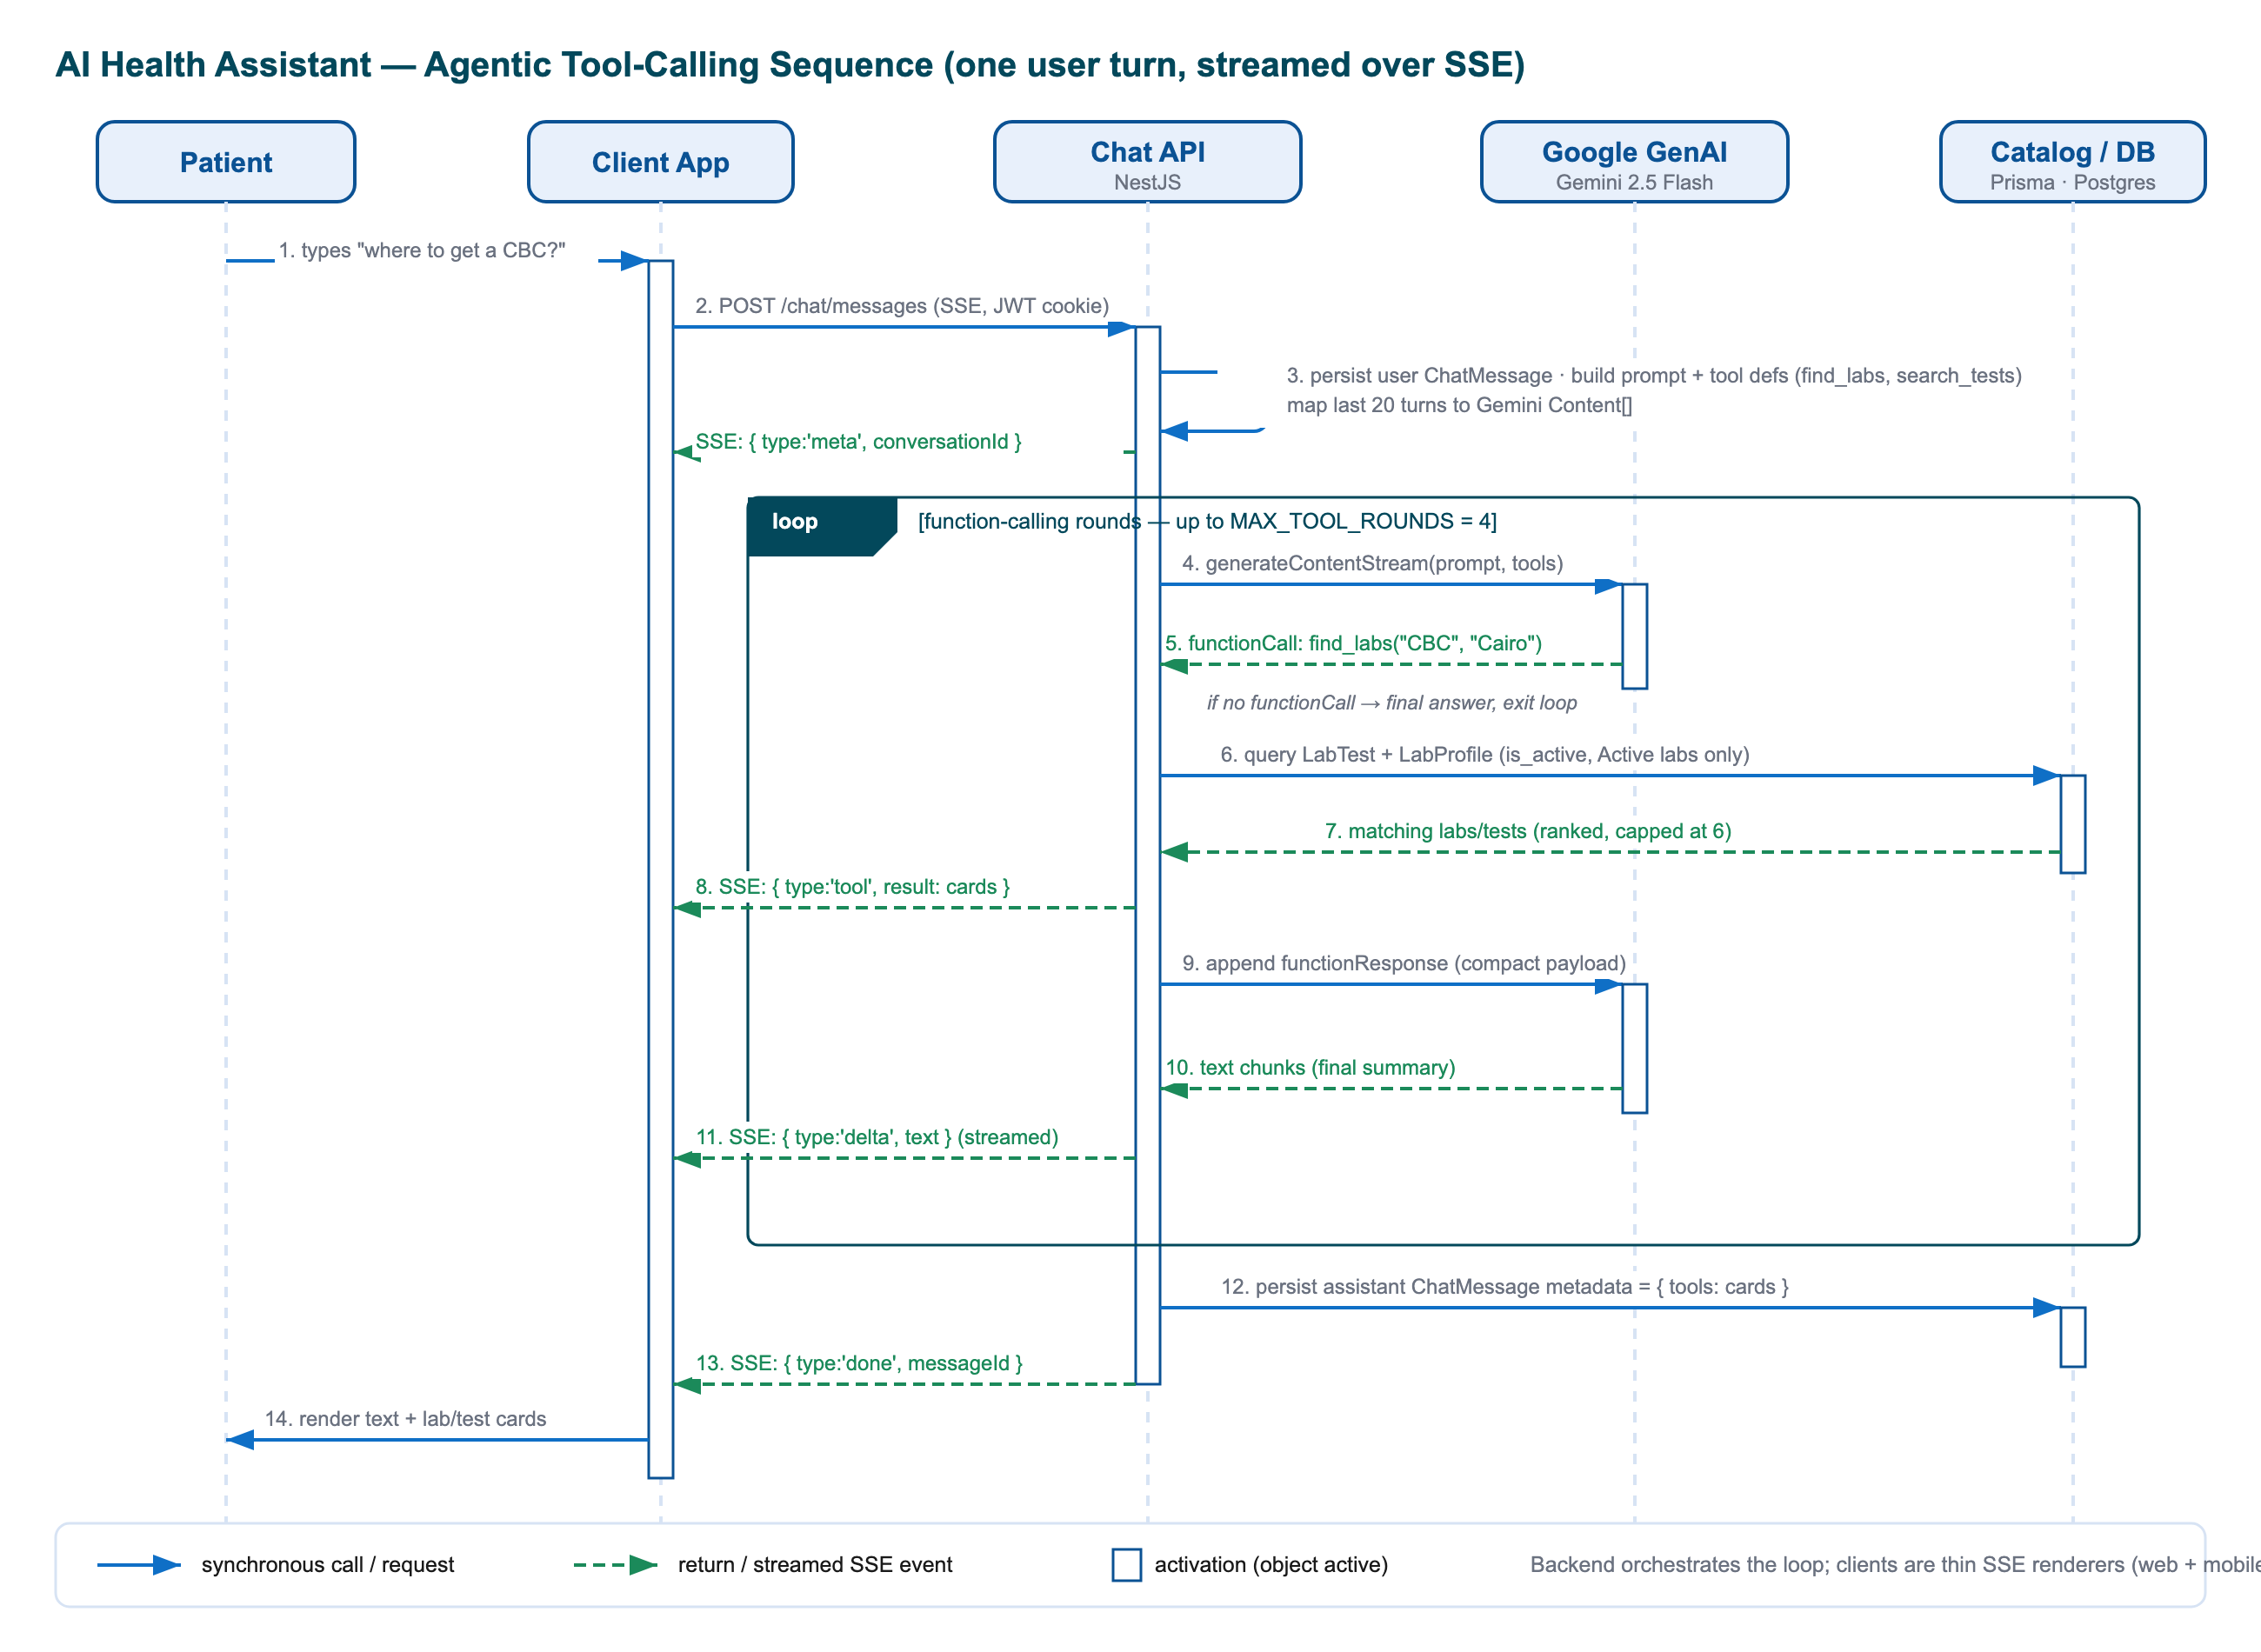 AI Health Assistant — Agentic Tool-Calling Sequence (one user turn, streamed over SSE)
Patient
Client App
Chat API
NestJS
Google GenAI
Gemini 2.5 Flash
Catalog / DB
Prisma · Postgres
1. types "where to get a CBC?"
2. POST /chat/messages (SSE, JWT cookie)
3. persist user ChatMessage · build prompt + tool defs (find_labs, search_tests)
map last 20 turns to Gemini Content[]
SSE: { type:'meta', conversationId }
loop
[function-calling rounds — up to MAX_TOOL_ROUNDS = 4]
4. generateContentStream(prompt, tools)
5. functionCall: find_labs("CBC", "Cairo")
if no functionCall → final answer, exit loop
6. query LabTest + LabProfile (is_active, Active labs only)
7. matching labs/tests (ranked, capped at 6)
8. SSE: { type:'tool', result: cards }
9. append functionResponse (compact payload)
10. text chunks (final summary)
11. SSE: { type:'delta', text } (streamed)
12. persist assistant ChatMessage metadata = { tools: cards }
13. SSE: { type:'done', messageId }
14. render text + lab/test cards
synchronous call / request
return / streamed SSE event
activation (object active)
Backend orchestrates the loop; clients are thin SSE renderers (web + mobile